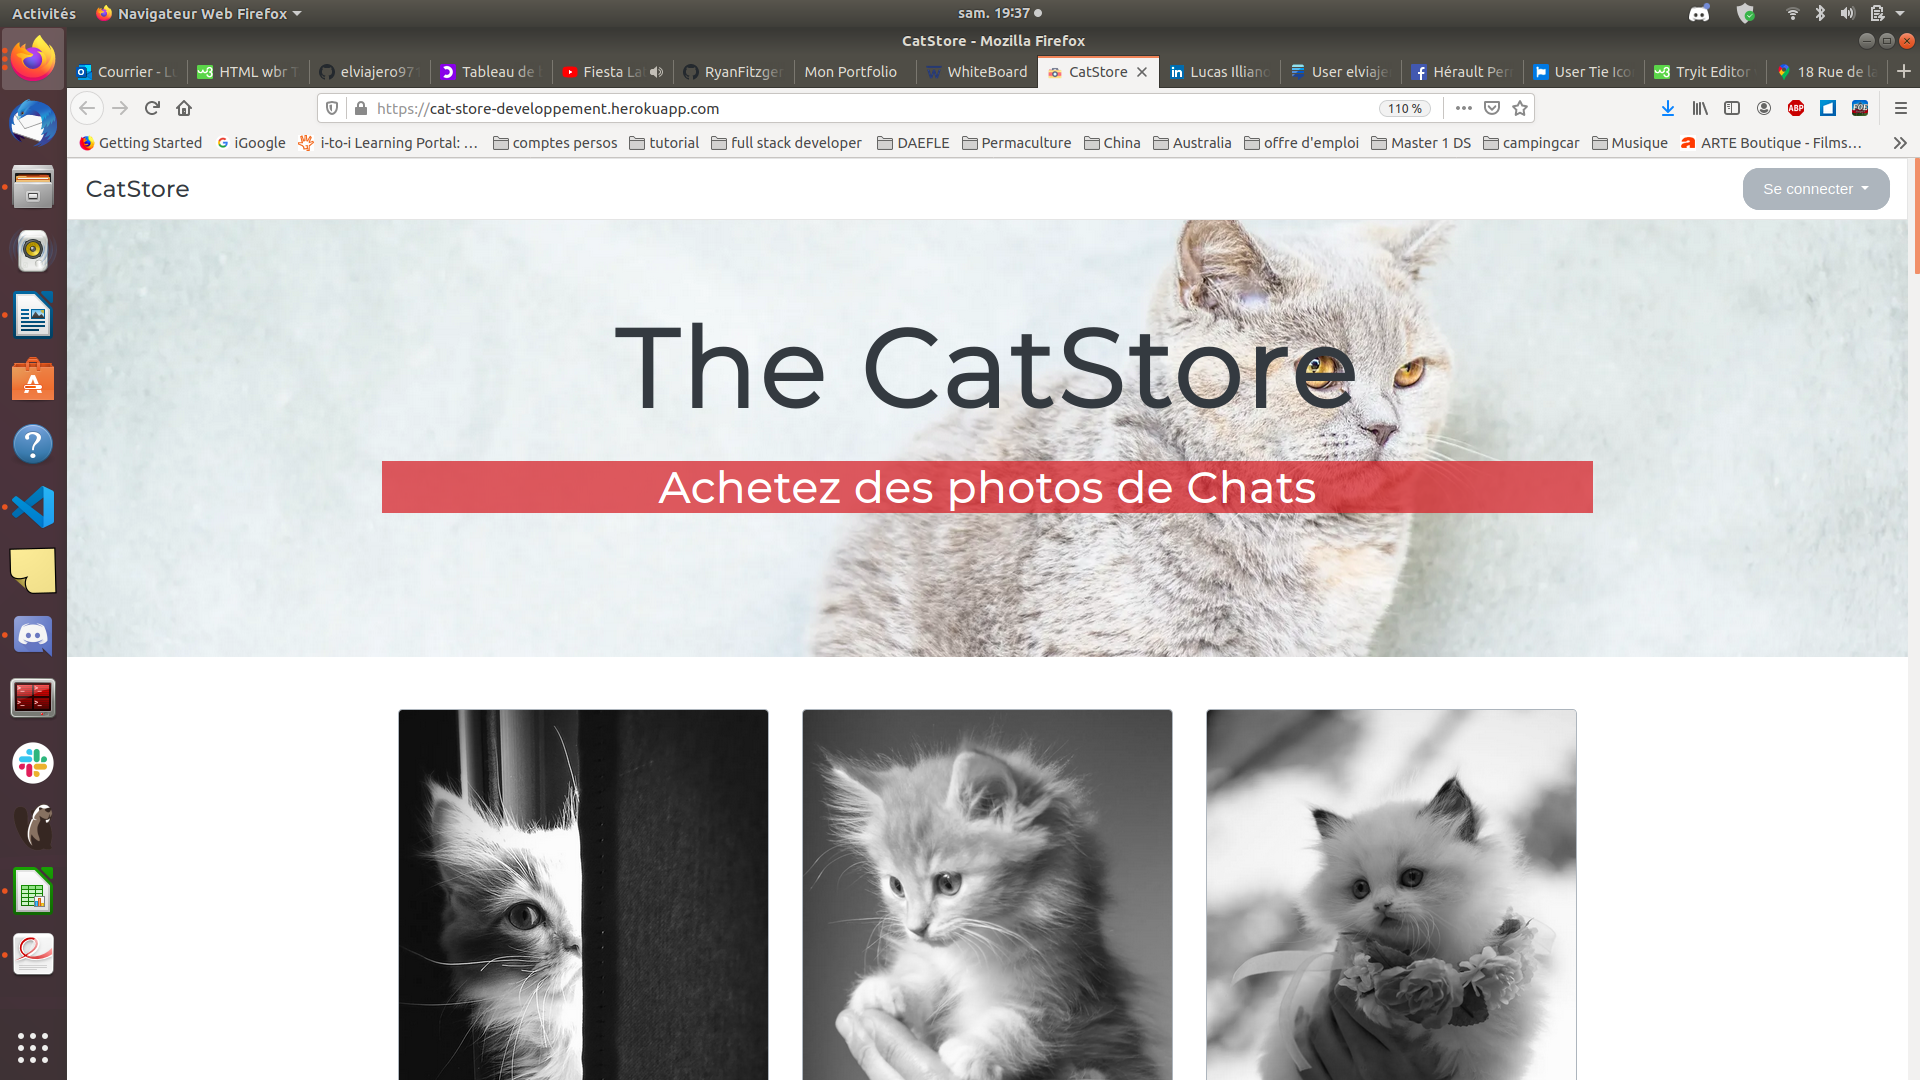 Activités
Navigateur Web Firefox
sam. 19:37
CatStore - Mozilla Firefox
Courrier - L
HTML wbr T
elviajero97
Tableau de
Fiesta La
RyanFitzge
Mon Portfolio
WhiteBoard
CatStore
Lucas Illian
User elviaje
Hérault Per
User Tie Ico
Tryit Editor
18 Rue de l
https://cat-store-developpement.herokuapp.com
110 %
Getting Started
iGoogle
i-to-i Learning Portal: …
comptes persos
tutorial
full stack developer
DAEFLE
Permaculture
China
Australia
offre d'emploi
Master 1 DS
campingcar
Musique
ARTE Boutique - Films…
CatStore
Se connecter
The CatStore
Achetez des photos de Chats